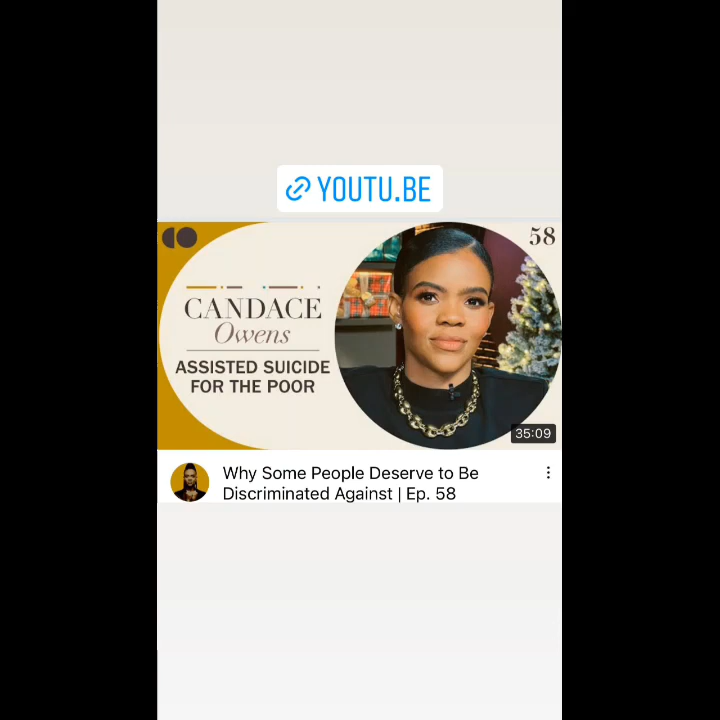 YOUTU.BE
58
CANDACE
Owens
ASSISTED SUICIDE
FOR THE POOR
35:09
Why Some People Deserve to Be
Discriminated Against | Ep. 58